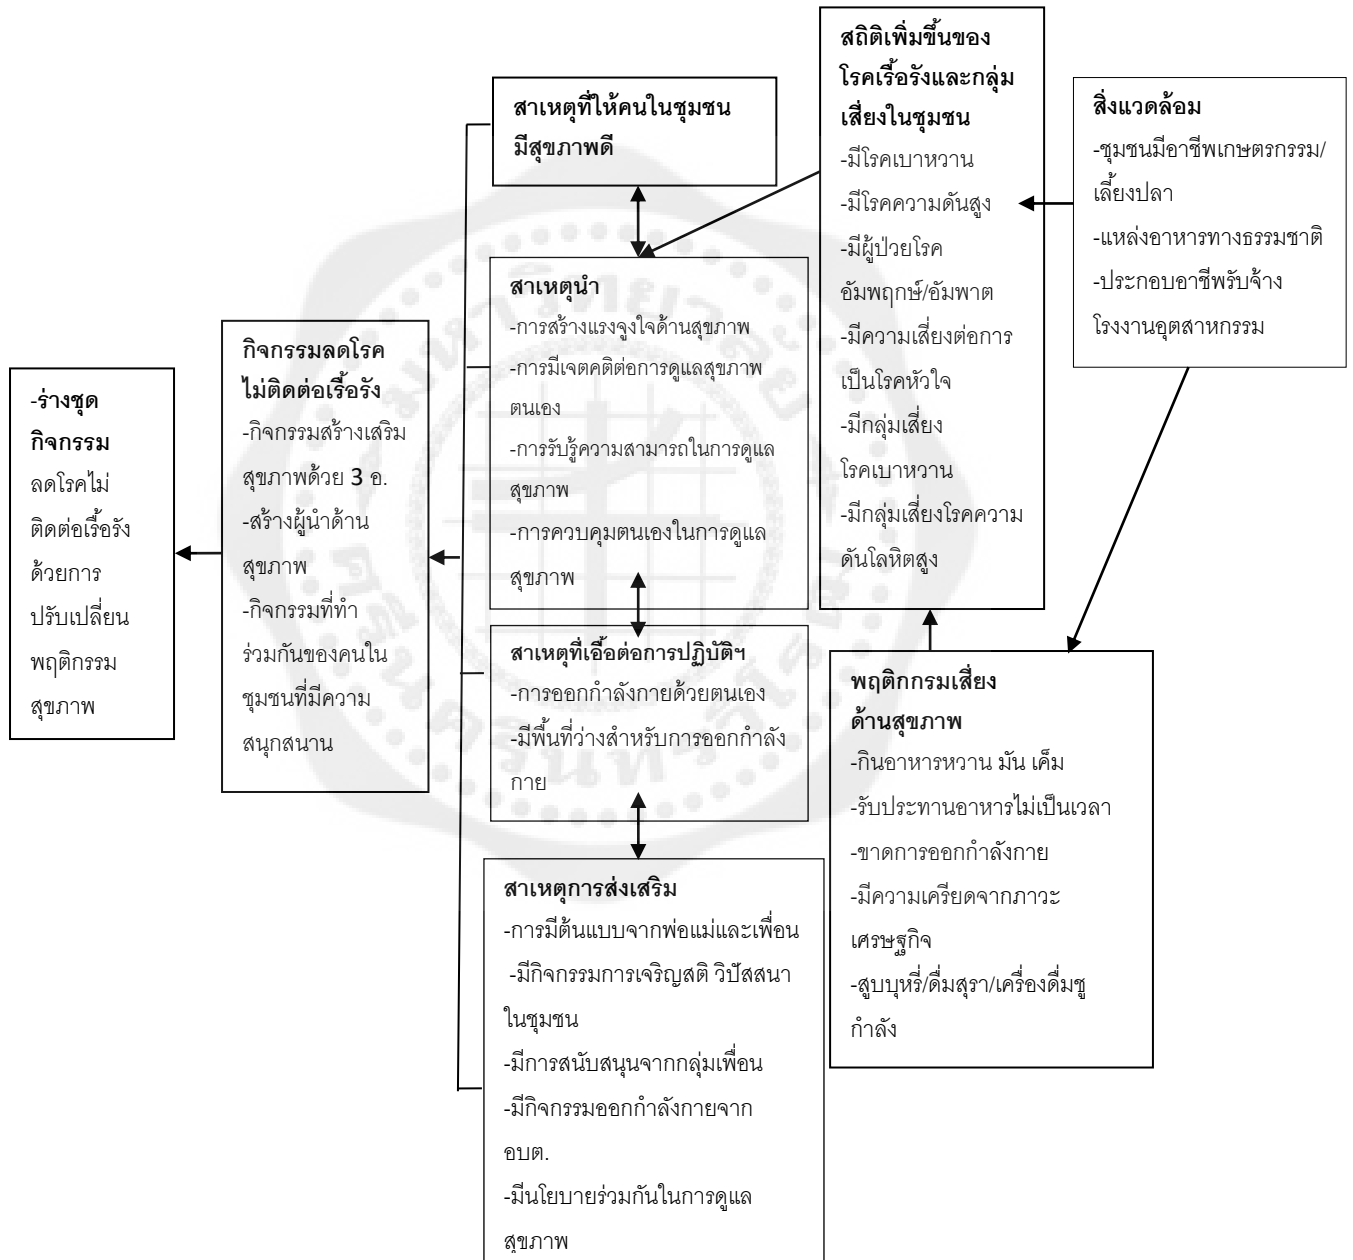 สถิติเพิ่มขึ้นของ
โรคเรื้อรังและกลุ่ม
เสี่ยงในชุมชน
-มีโรคเบาหวาน
-มีโรคความดันสูง
-มีผู้ป่วยโรค
อัมพฤกษ์/อัมพาต
-มีความเสี่ยงต่อการ
เป็นโรคหัวใจ
-มีกลุ่มเสี่ยง
โรคเบาหวาน
-มีกลุ่มเสี่ยงโรคความ
ดันโลหิตสูง
สิ่งแวดล้อม
-ชุมชนมีอาชีพเกษตรกรรม/
เลี้ยงปลา
-แหล่งอาหารทางธรรมชาติ
-ประกอบอาชีพรับจ้าง
โรงงานอุตสาหกรรม
สาเหตุที่ให้คนในชุมชน
มีสุขภาพดี
สาเหตุนำ
-การสร้างแรงจูงใจด้านสุขภาพ
-การมีเจตคติต่อการดูแลสุขภาพ
ตนเอง
-การรับรู้ความสามารถในการดูแล
สุขภาพ
-การควบคุมตนเองในการดูแล
สุขภาพ
กิจกรรมลดโรค
ไม่ติดต่อเรื้อรัง
-กิจกรรมสร้างเสริม
สุขภาพด้วย 3 อ.
-สร้างผู้นำด้าน
สุขภาพ
-กิจกรรมที่ทำ
ร่วมกันของคนใน
ชุมชนที่มีความ
สนุกสนาน
-ร่างชุด
กิจกรรม
ลดโรคไม่
ติดต่อเรื้อรัง
ด้วยการ
ปรับเปลี่ยน
พฤติกรรม
สุขภาพ
สาเหตุที่เอื้อต่อการปฏิบัติฯ
-การออกกำลังกายด้วยตนเอง
-มีพื้นที่ว่างสำหรับการออกกำลัง
กาย
พฤติกกรมเสี่ยง
ด้านสุขภาพ
-กินอาหารหวาน มัน เค็ม
-รับประทานอาหารไม่เป็นเวลา
-ขาดการออกกำลังกาย
-มีความเครียดจากภาวะ
เศรษฐกิจ
-สูบบุหรี่/ดื่มสุรา/เครื่องดื่มชู
กำลัง
สาเหตุการส่งเสริม
-การมีต้นแบบจากพ่อแม่และเพื่อน
-มีกิจกรรมการเจริญสติ วิปัสสนา
ในชุมชน
-มีการสนับสนุนจากกลุ่มเพื่อน
-มีกิจกรรมออกกำลังกายจาก
อบต.
-มีนโยบายร่วมกันในการดูแล
สุขภาพ
มหาวิทยาลัย
ศรีนครินทรวิโรฒ